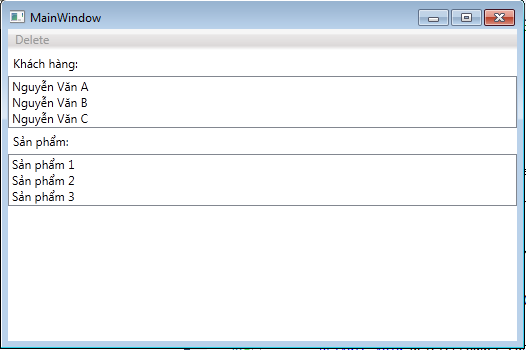 MainWindow
Delete
Khách hàng:
Nguyễn Văn A
Nguyễn Văn B
Nguyễn Văn C
Sản phẩm:
Sản phẩm 1
Sản phẩm 2
Sản phẩm 3